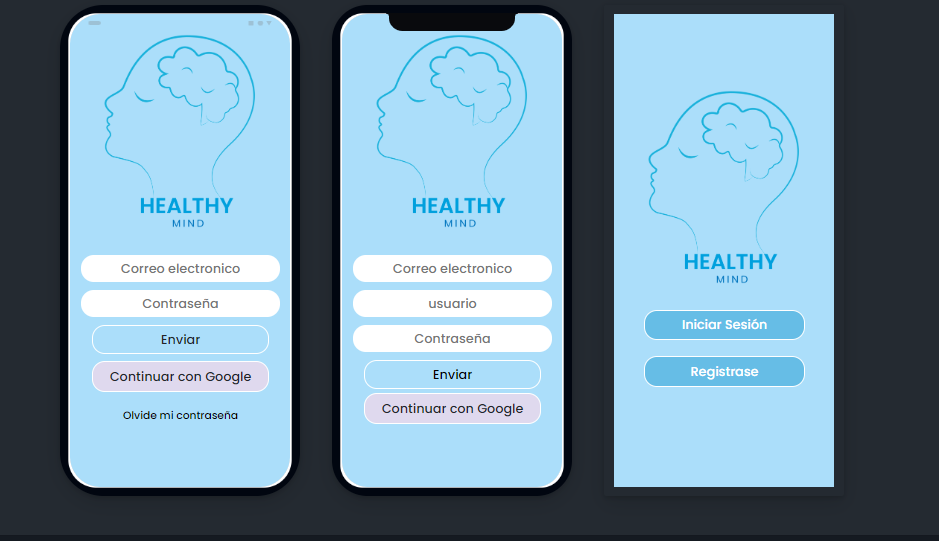 HEALTHY
MIND
Correo electronico
Contraseña
Enviar
Continuar con Google
Olvide mi contraseña
HEALTHY
MIND
Correo electronico
usuario
Contraseña
Enviar
Continuar con Google
HEALTHY
MIND
Iniciar Sesión
Registrase